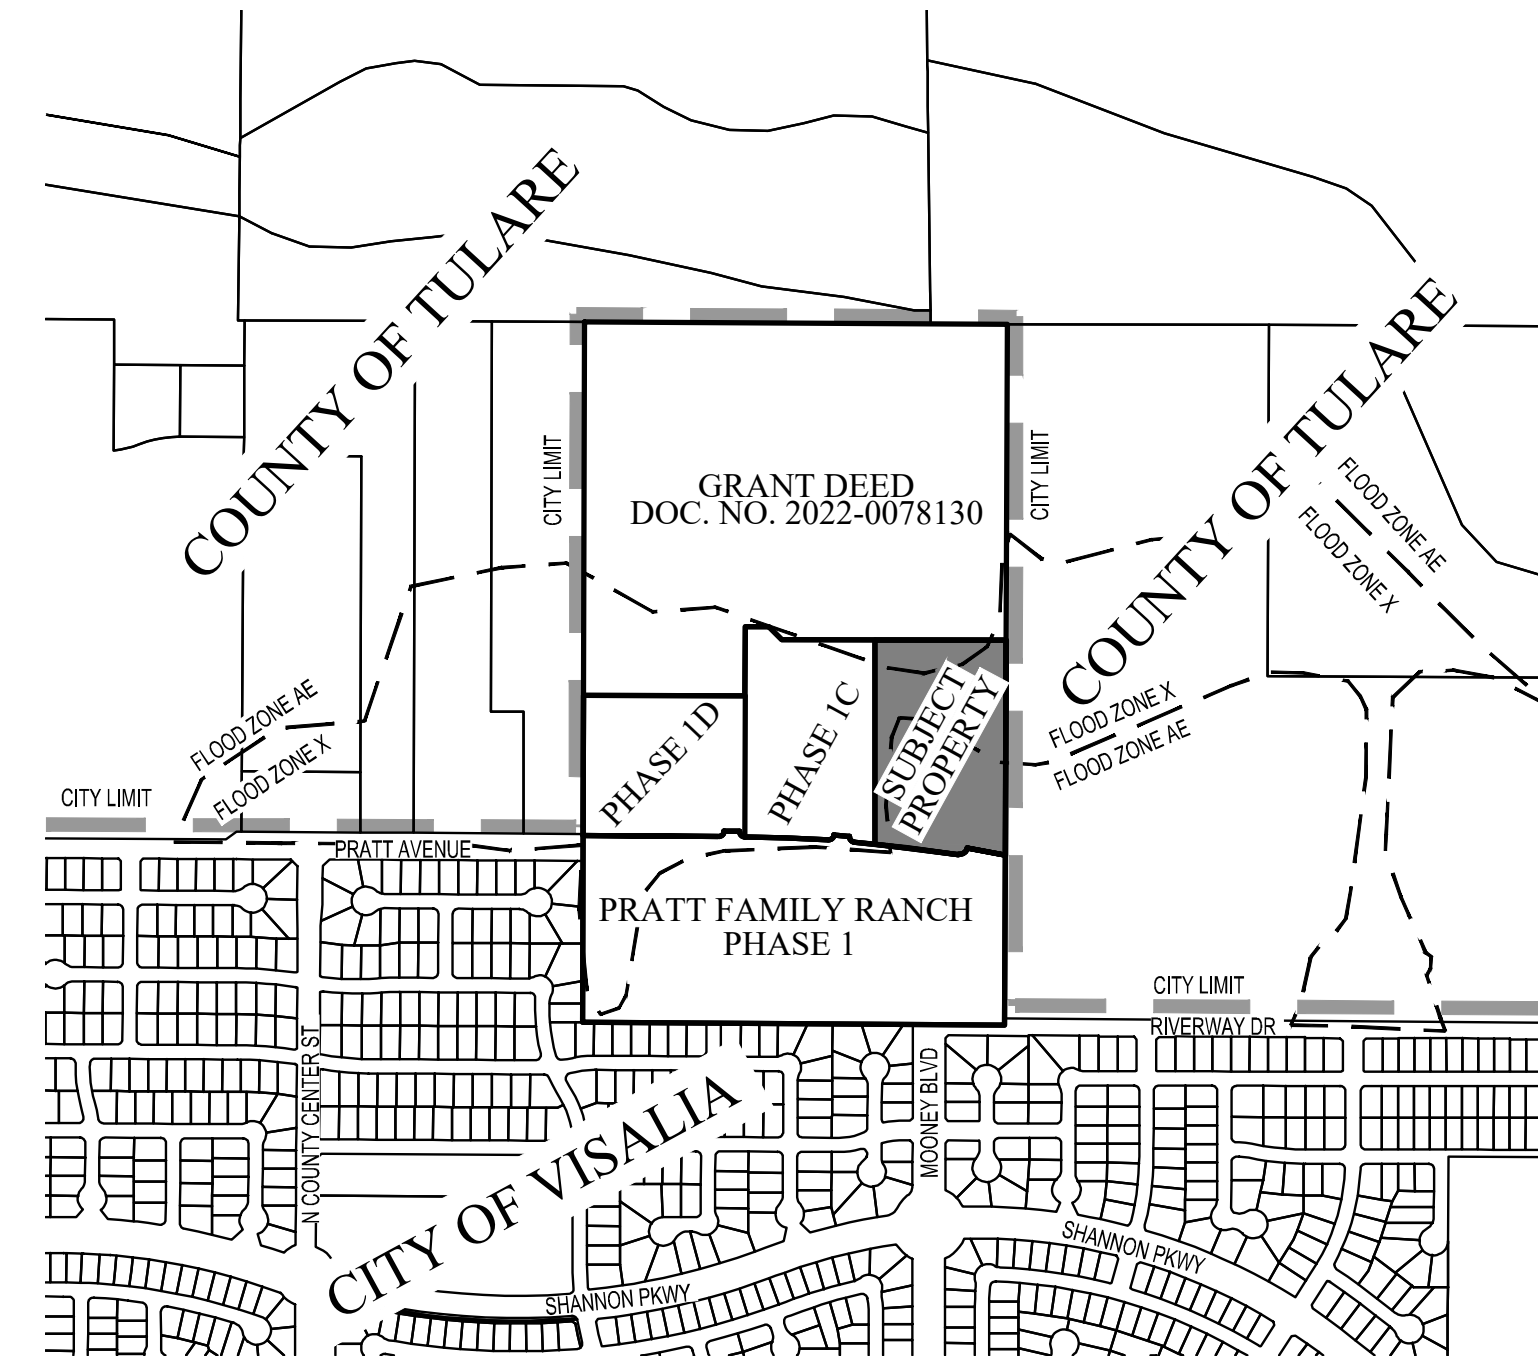 COUNTY OF TULARE
COUNTY OF TULARE
CITY LIMIT
CITY LIMIT
GRANT DEED
DOC. NO. 2022-0078130
FLOOD ZONE AE
FLOOD ZONE X
FLOOD ZONE AE
FLOOD ZONE X
PHASE 1D
PHASE 1C
SUBJECT
PROPERTY
FLOOD ZONE X
FLOOD ZONE AE
CITY LIMIT
PRATT AVENUE
PRATT FAMILY RANCH
PHASE 1
CITY LIMIT
RIVERWAY DR
N COUNTY CENTER ST
MOONEY BLVD
CITY OF VISALIA
SHANNON PKWY
SHANNON PKWY